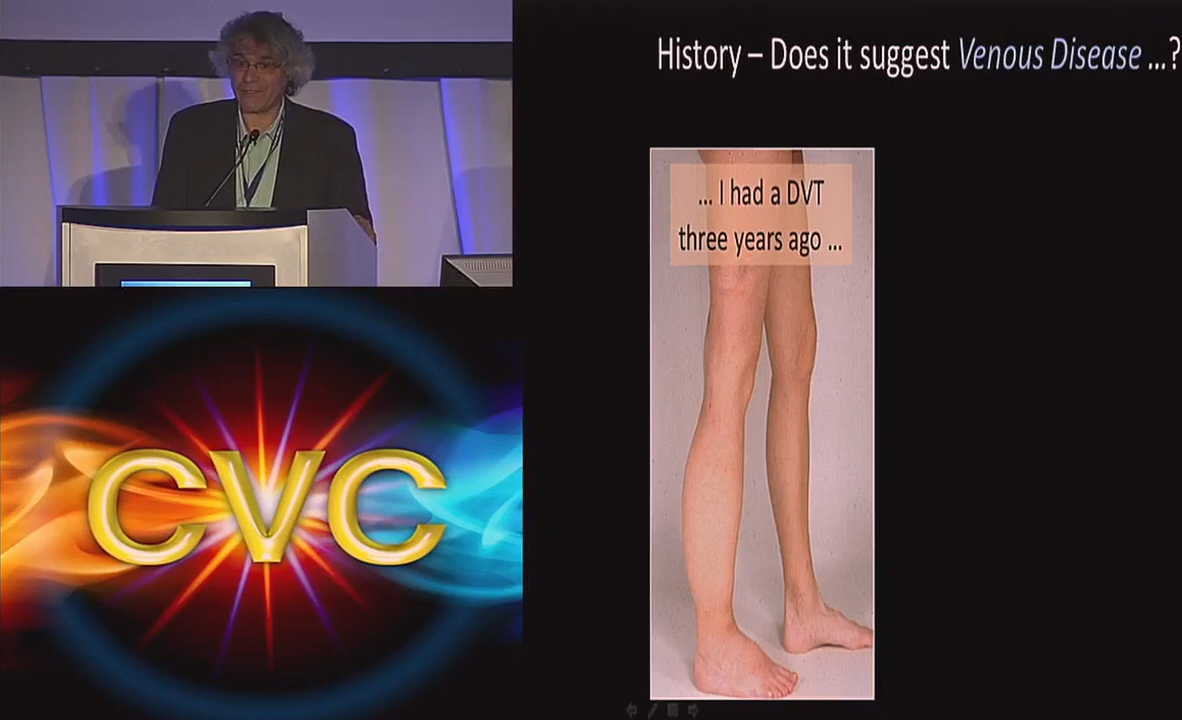 History – Does it suggest Venous Disease ...?
... I had a DVT
three years ago ...
CVC